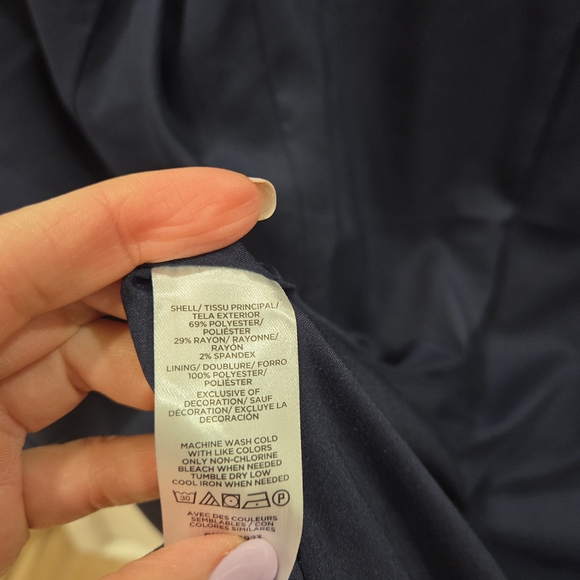 SHELL/ TISSU PRINCIPAL/
TELA EXTERIOR
69% POLYESTER/
POLIÉSTER
29% RAYON/ RAYONNE/
RAYÓN
2% SPANDEX
LINING/ DOUBLURE/ FORRO
100% POLYESTER/
POLIÉSTER
EXCLUSIVE OF
DECORATION/ SAUF
DÉCORATION/ EXCLUYE LA
DECORACIÓN
MACHINE WASH COLD
WITH LIKE COLORS
ONLY NON-CHLORINE
BLEACH WHEN NEEDED
TUMBLE DRY LOW
COOL IRON WHEN NEEDED
30 P
AVEC DES COULEURS
SEMBLABLES / CON
COLORES SIMILARES